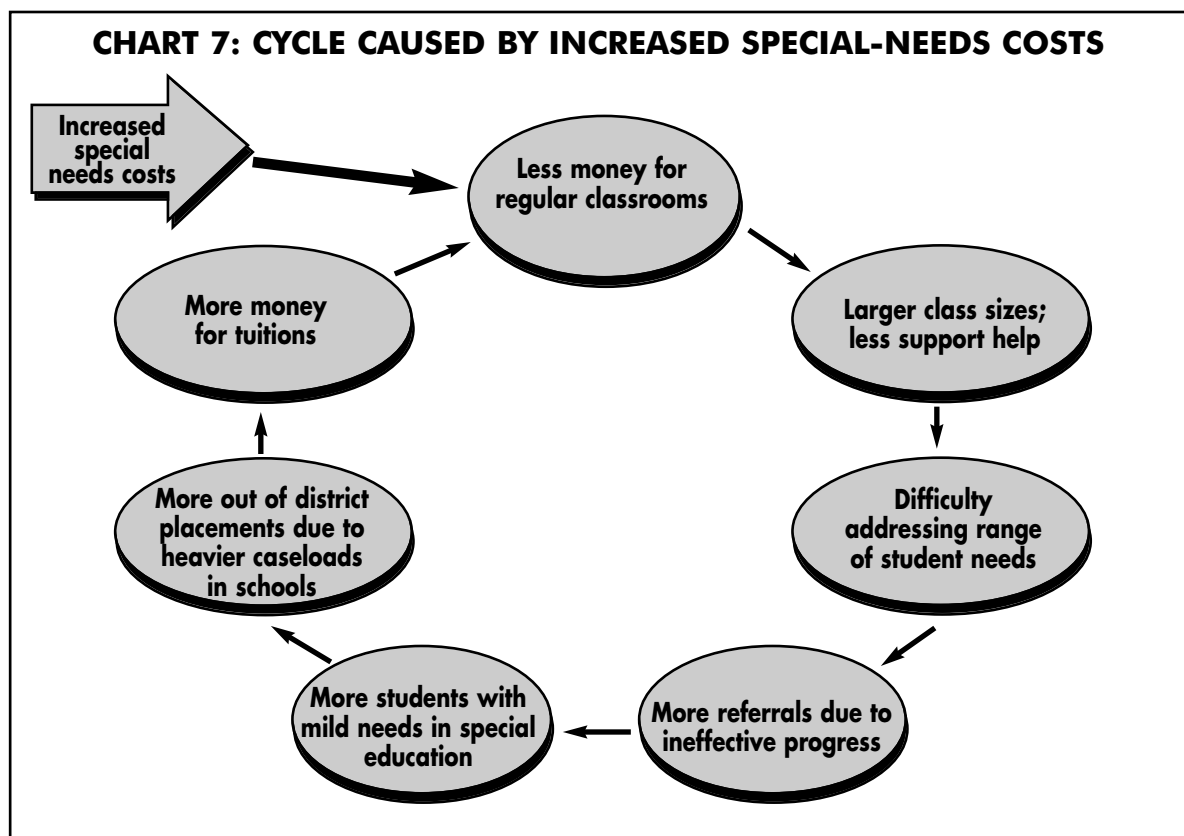 CHART 7: CYCLE CAUSED BY INCREASED SPECIAL-NEEDS COSTS
Increased
special
needs costs
Less money for
regular classrooms
Larger class sizes;
less support help
Difficulty
addressing range
of student needs
More referrals due to
ineffective progress
More students with
mild needs in special
education
More out of district
placements due to
heavier caseloads
in schools
More money
for tuitions